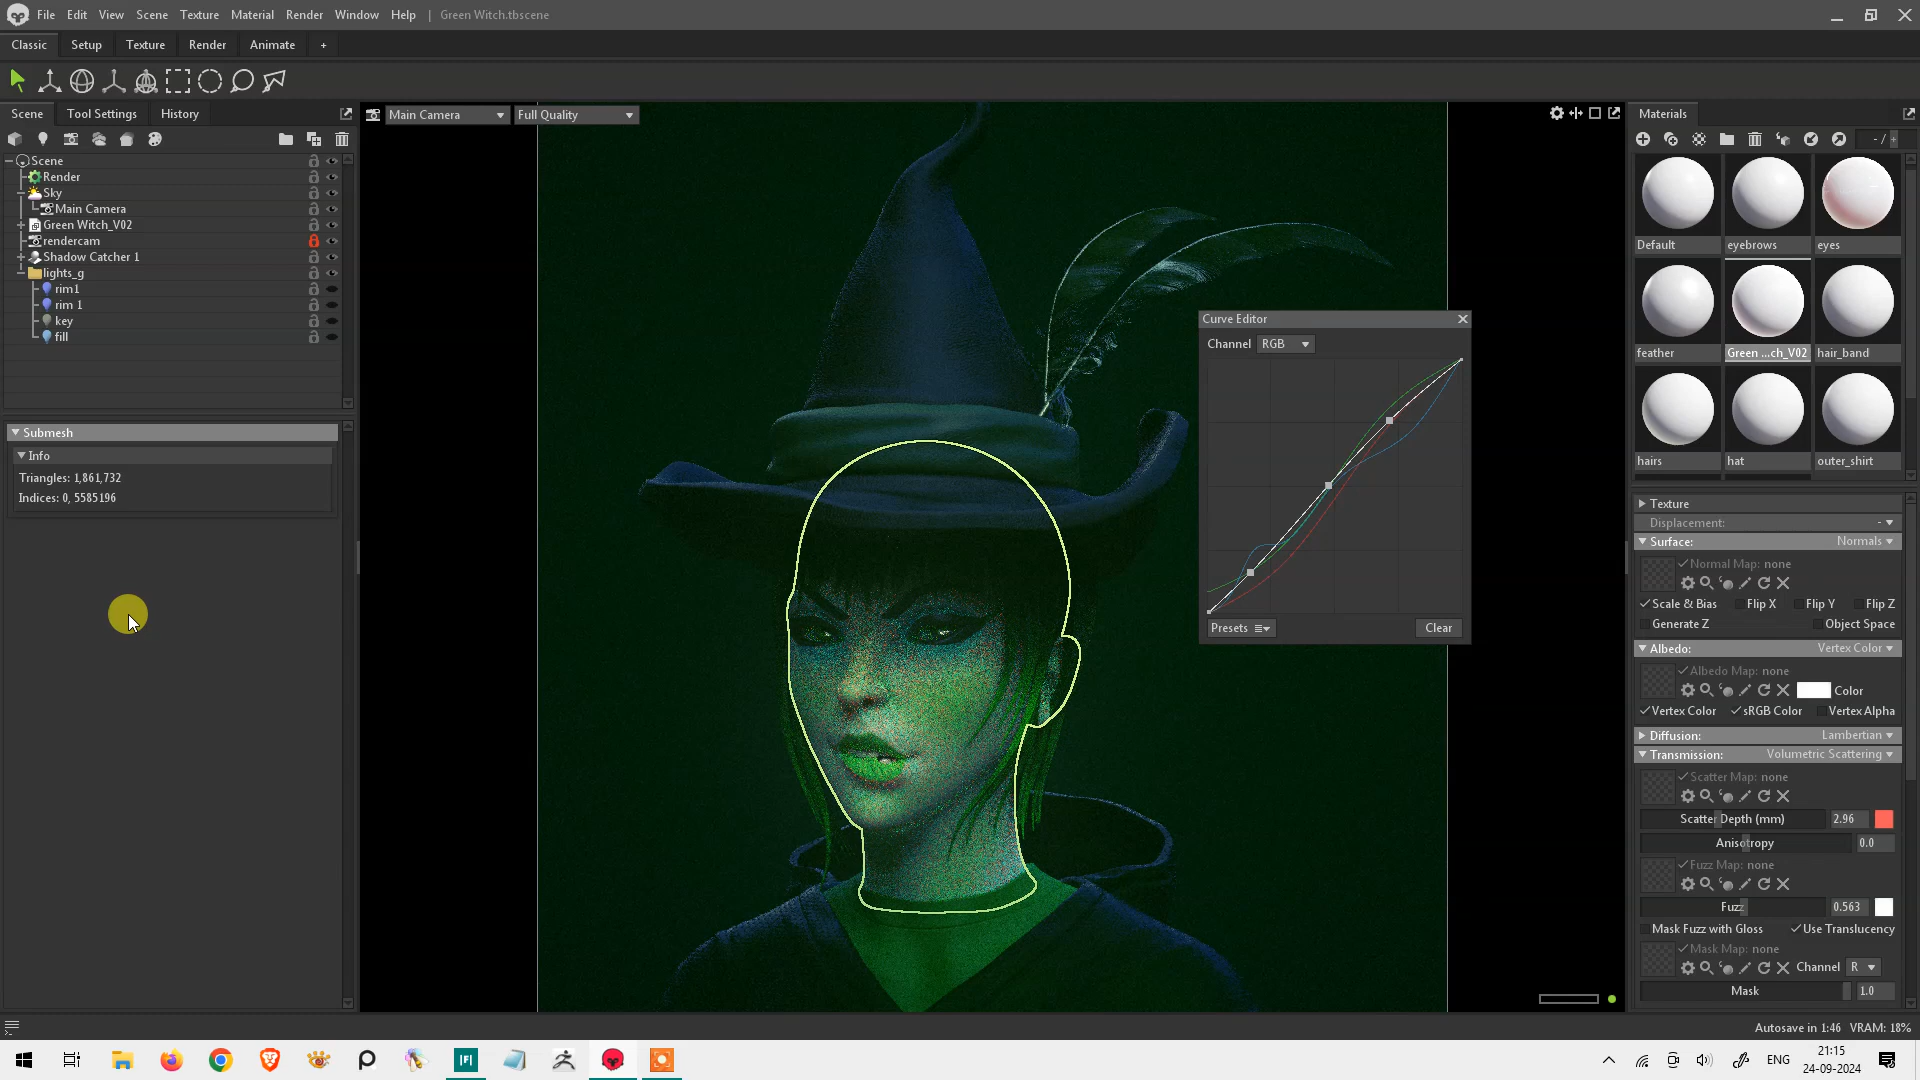 File Edit View Scene Texture Material Render Window Help | Green Witch.tbscene
Classic Setup Texture Render Animate +
Scene Tool Settings History
Main Camera Full Quality
Materials
- /
Scene
Render
Sky
Main Camera
Green Witch_V02
rendercam
Shadow Catcher 1
lights_g
rim1
rim 1
key
fill
Submesh
Info
Triangles: 1,861,732
Indices: 0, 5585196
Curve Editor
Channel RGB
Presets Clear
Default eyebrows eyes
feather Green ...ch_V02 hair_band
hairs hat outer_shirt
Texture
Displacement: -
Surface: Normals
Normal Map: none
Scale & Bias Flip X Flip Y Flip Z
Generate Z Object Space
Albedo: Vertex Color
Albedo Map: none
Color
Vertex Color sRGB Color Vertex Alpha
Diffusion: Lambertian
Transmission: Volumetric Scattering
Scatter Map: none
Scatter Depth (mm) 2.96
Anisotropy 0.0
Fuzz Map: none
Fuzz 0.563
Mask Fuzz with Gloss Use Translucency
Mask Map: none
Channel R
Mask 1.0
Autosave in 1:46 VRAM: 18%
ENG
21:15
24-09-2024